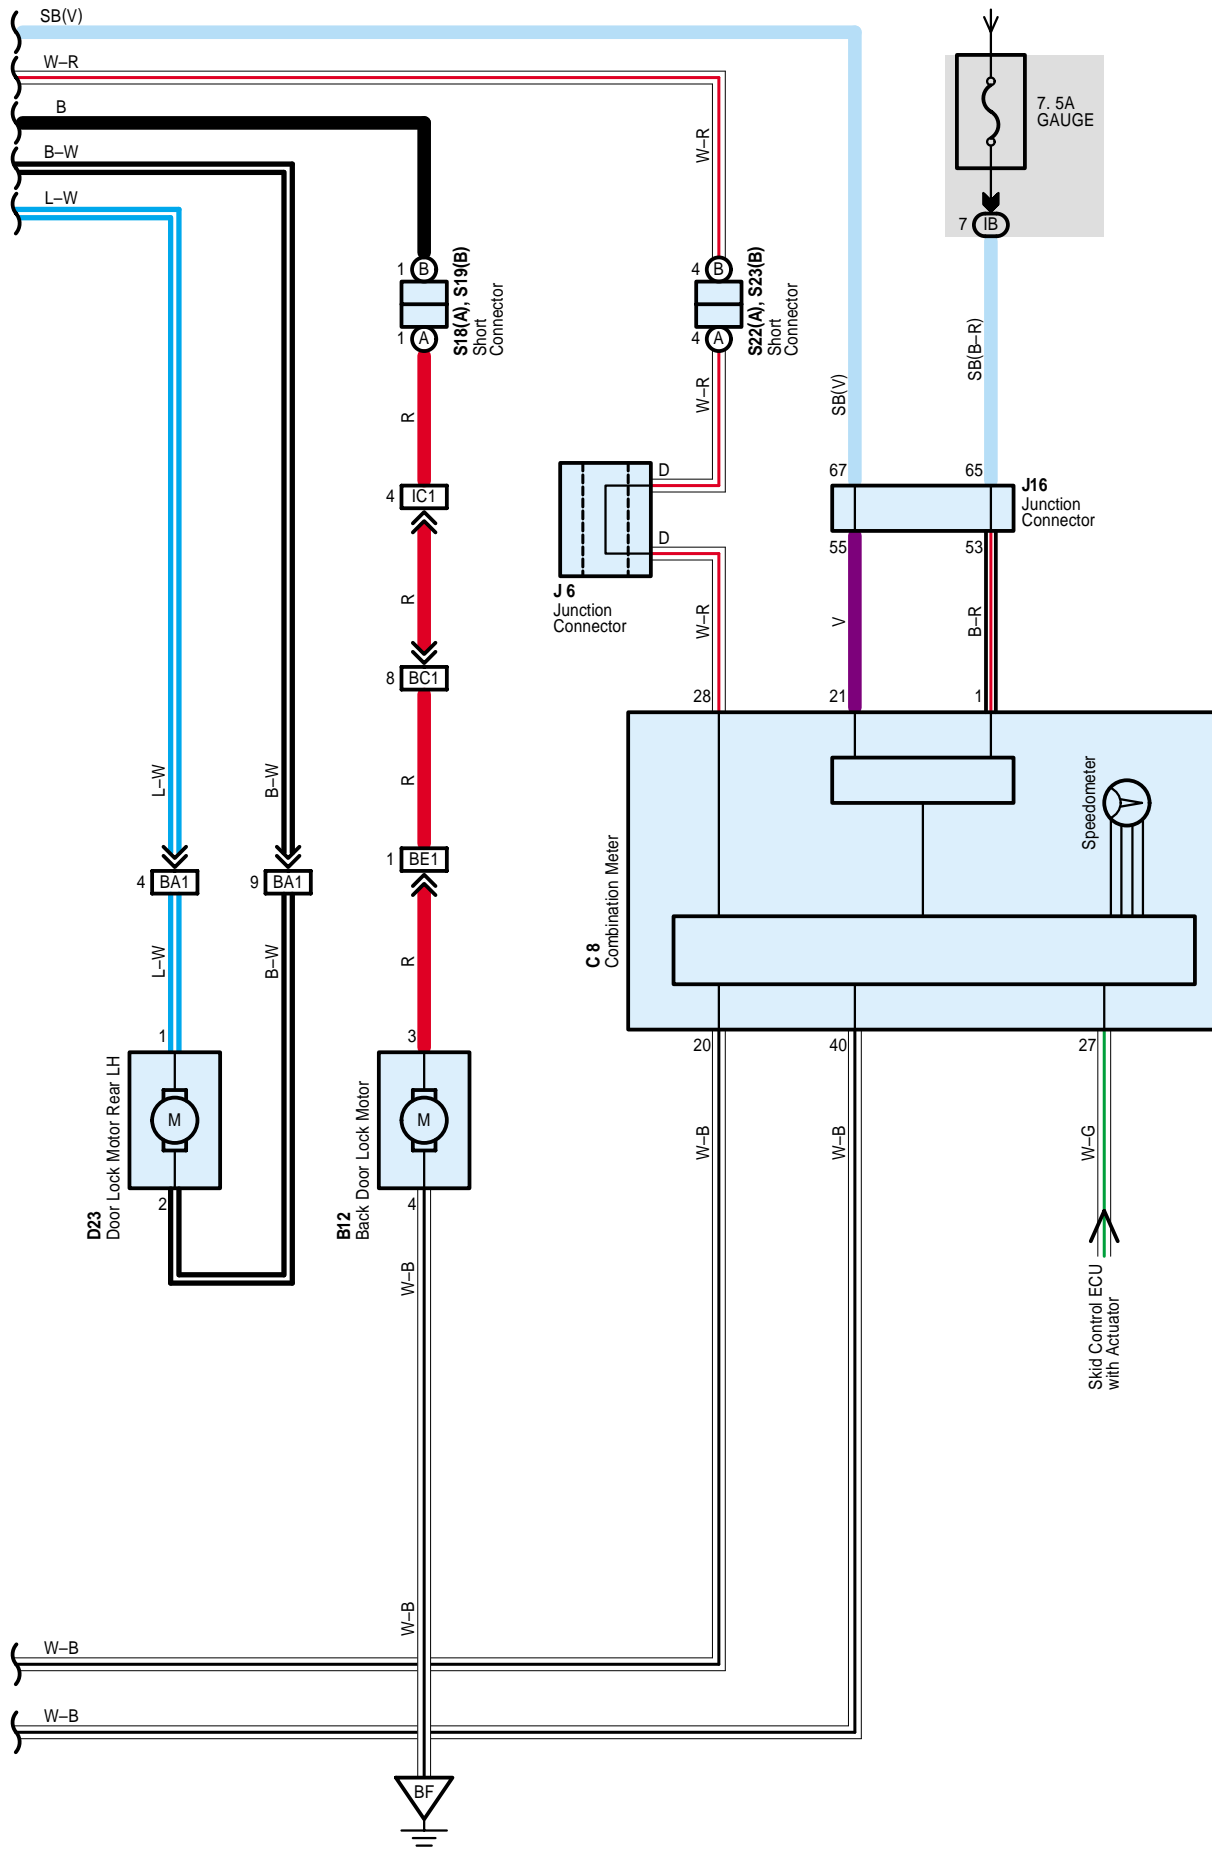 SB(V)
W–R
B
B–W
L–W
7. 5A
GAUGE
7
IB
W–R
1
B
1
A
S18(A), S19(B)
Short
Connector
4
B
4
A
S22(A), S23(B)
Short
Connector
SB(B–R)
SB(V)
R
W–R
D
D
J 6
Junction
Connector
67
65
J16
Junction
Connector
55
53
4
IC1
R
W–R
V
B–R
8
BC1
28
21
1
L–W
B–W
R
Speedometer
1
BE1
4
BA1
9
BA1
C 8
Combination Meter
L–W
B–W
R
1
3
20
40
27
M
M
D23
Door Lock Motor Rear LH
2
B12
Back Door Lock Motor
4
W–B
W–B
W–G
W–B
Skid Control ECU
with Actuator
W–B
W–B
W–B
BF